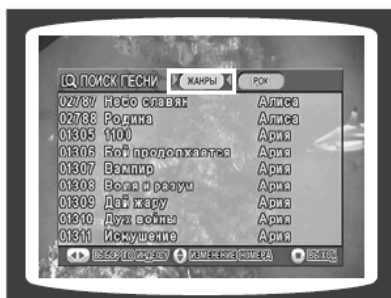 ПОИСК ПЕСНИ ЖАНРЫ РОК
02787 Небо славян Алиса
02788 Родина Алиса
01305 1100 Ария
01306 Бой продолжается Ария
01307 Вампир Ария
01308 Воля и разум Ария
01309 Дай жару Ария
01310 Дух войны Ария
01311 Искушение Ария
ВЫБОР ПО ИНДЕКСУ ИЗМЕНЕНИЕ НОМЕРА ВЫХОД